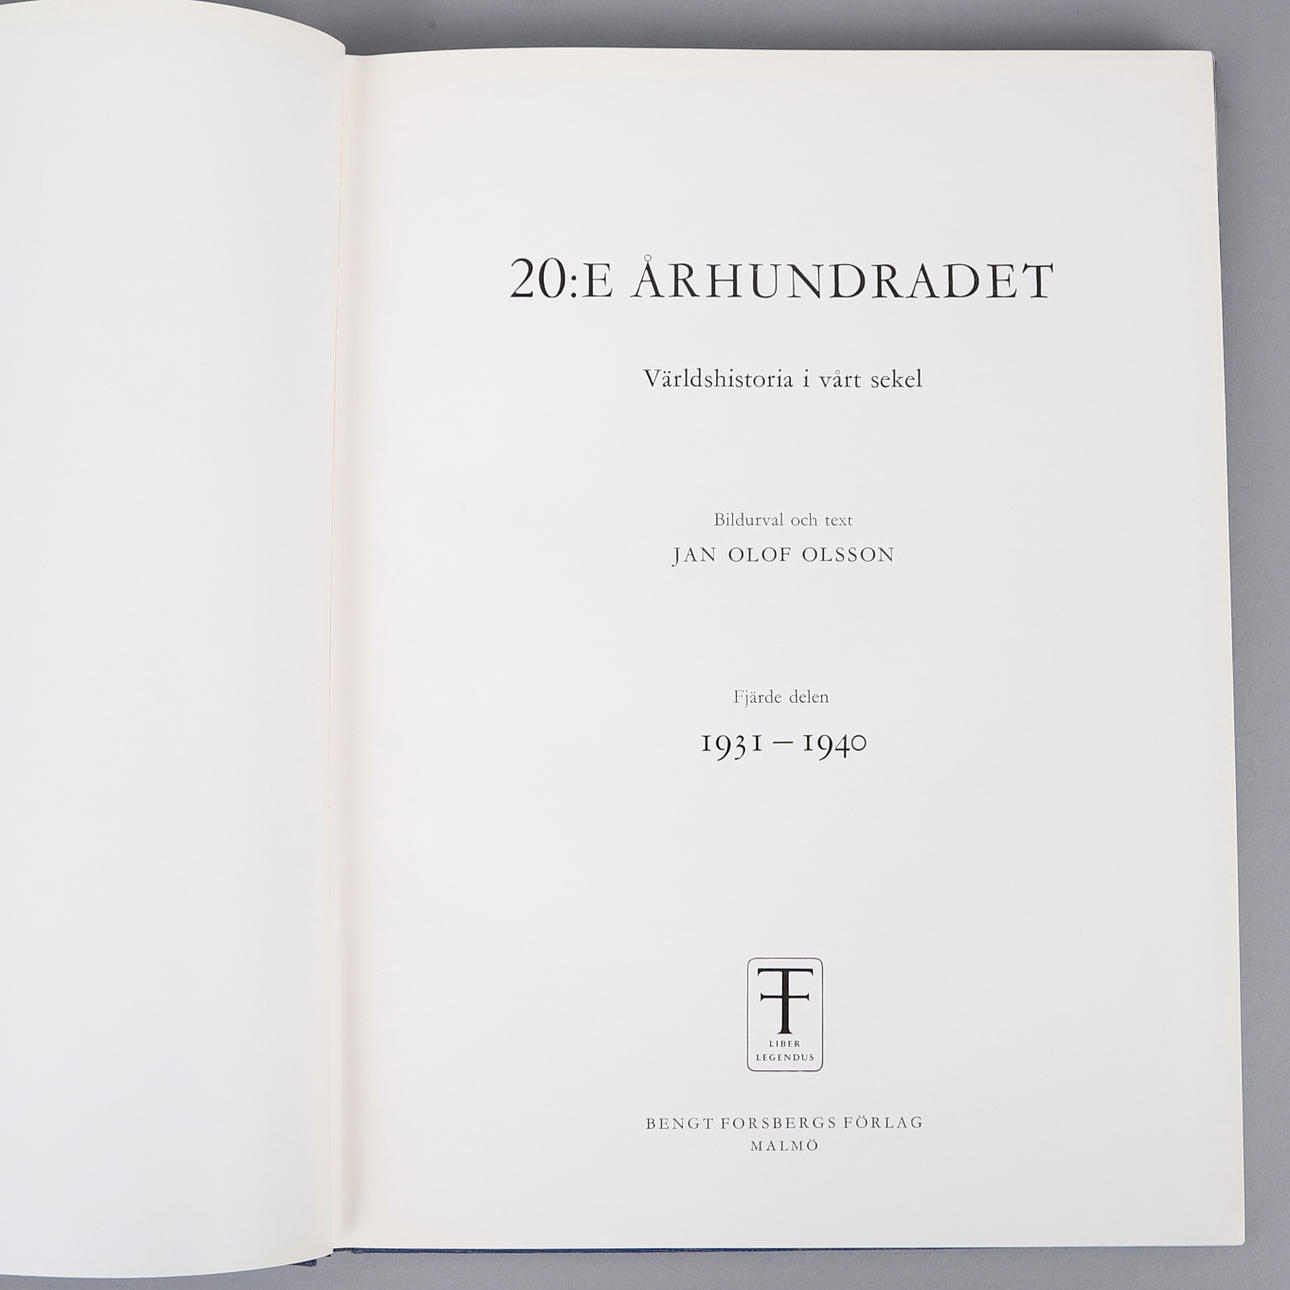 20:E ÅRHUNDRADET
Världshistoria i vårt sekel
Bildurval och text
JAN OLOF OLSSON
Fjärde delen
1931 – 1940
F
LIBER
LEGENDUS
BENGT FORSBERGS FÖRLAG
MALMÖ